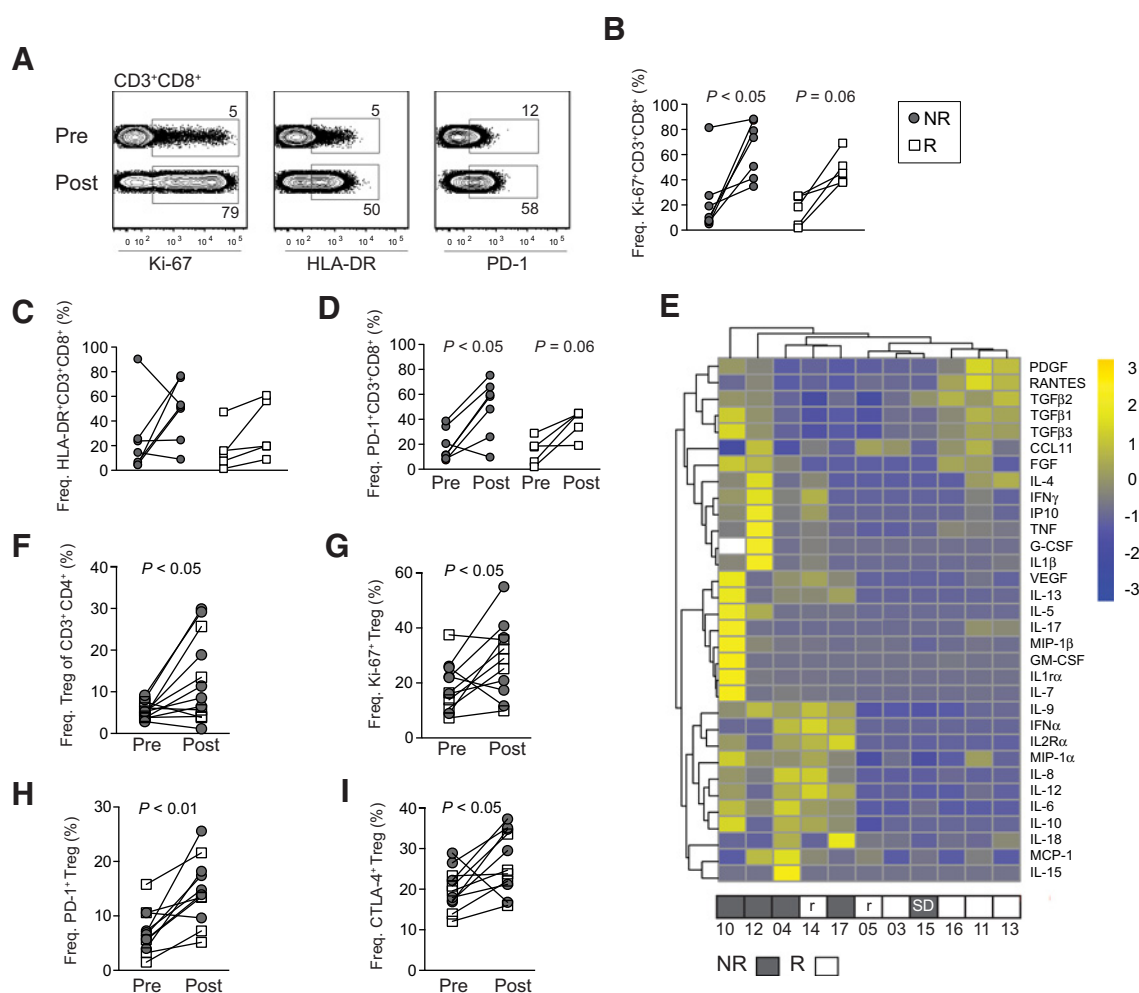 A
CD3⁺CD8⁺
Pre
Post
5
79
5
50
12
58
0 10² 10³ 10⁴ 10⁵
0 10² 10³ 10⁴ 10⁵
0 10² 10³ 10⁴ 10⁵
Ki-67
HLA-DR
PD-1
B
Freq. Ki-67⁺CD3⁺CD8⁺ (%)
100
80
60
40
20
0
P < 0.05
P = 0.06
NR
R
C
Freq. HLA-DR⁺CD3⁺CD8⁺ (%)
100
80
60
40
20
0
D
Freq. PD-1⁺CD3⁺CD8⁺ (%)
100
80
60
40
20
0
P < 0.05
P = 0.06
Pre Post Pre Post
E
PDGF
RANTES
TGFβ2
TGFβ1
TGFβ3
CCL11
FGF
IL-4
IFNγ
IP10
TNF
G-CSF
IL1β
VEGF
IL-13
IL-5
IL-17
MIP-1β
GM-CSF
IL1rα
IL-7
IL-9
IFNα
IL2Rα
MIP-1α
IL-8
IL-12
IL-6
IL-10
IL-18
MCP-1
IL-15
3
2
1
0
-1
-2
-3
r r SD
10 12 04 14 17 05 03 15 16 11 13
NR R
F
Freq. Treg of CD3⁺ CD4⁺ (%)
40
30
20
10
0
P < 0.05
Pre Post
G
Freq. Ki-67⁺ Treg (%)
60
40
20
0
P < 0.05
Pre Post
H
Freq. PD-1⁺ Treg (%)
30
20
10
0
P < 0.01
Pre Post
I
Freq. CTLA-4⁺ Treg (%)
40
30
20
10
0
P < 0.05
Pre Post